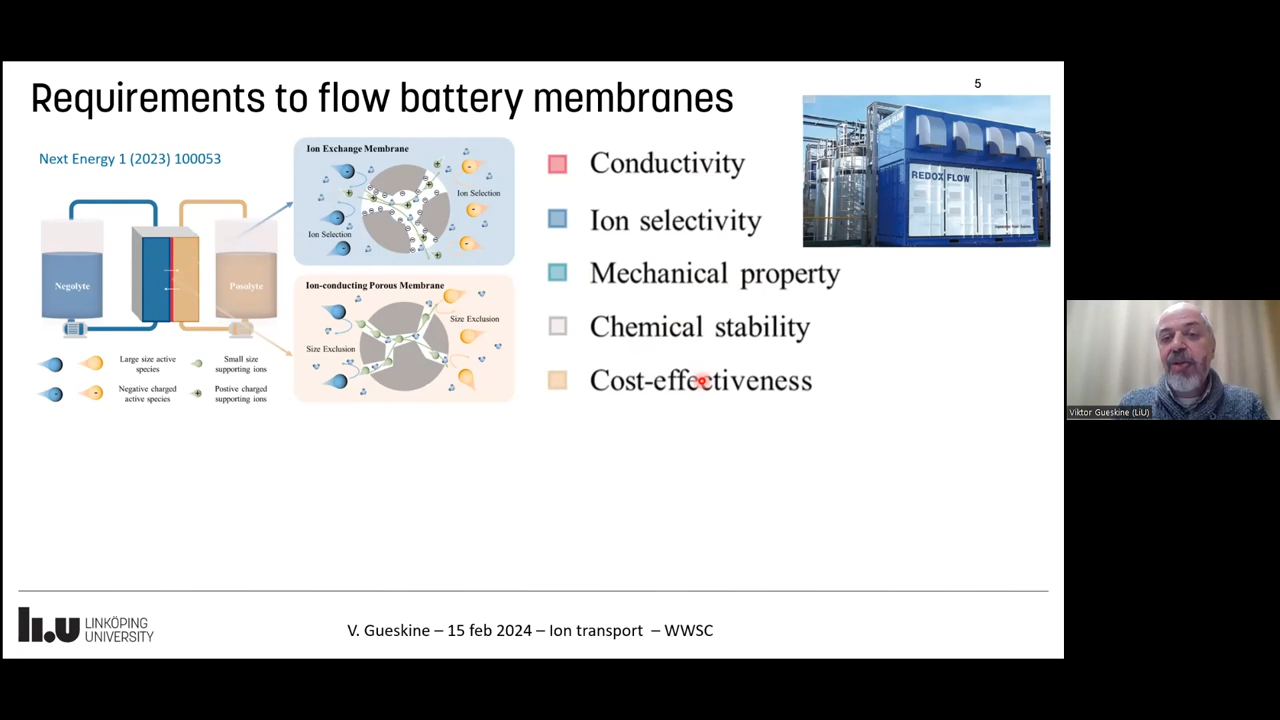 Requirements to flow battery membranes
5
Next Energy 1 (2023) 100053
Negolyte
Posolyte
Large size active
species
Small size
supporting ions
Negative charged
active species
Postive charged
supporting ions
Ion Exchange Membrane
Ion Selection
Ion Selection
Ion-conducting Porous Membrane
Size Exclusion
Size Exclusion
Conductivity
Ion selectivity
Mechanical property
Chemical stability
Cost-effectiveness
REDOX FLOW
Viktor Gueskine (LiU)
li.u LINKÖPING
UNIVERSITY
V. Gueskine – 15 feb 2024 – Ion transport – WWSC